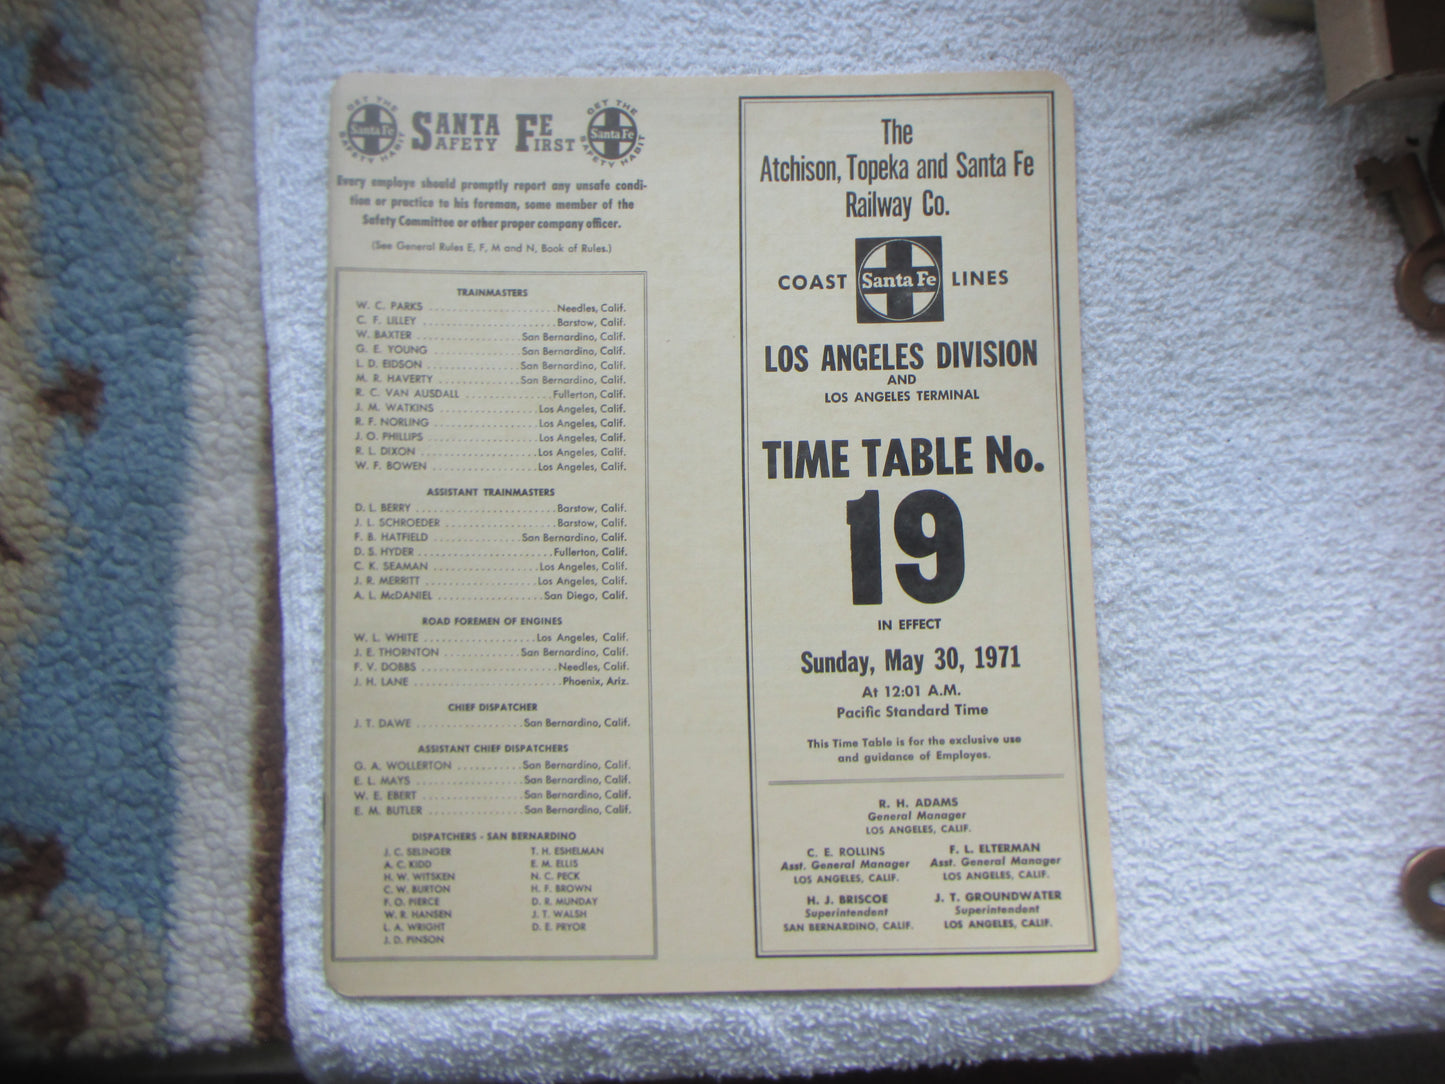 GET THE
Santa Fe
SAFETY HABIT
SANTA FE
SAFETY FIRST
GET THE
Santa Fe
SAFETY HABIT
Every employe should promptly report any unsafe condi-
tion or practice to his foreman, some member of the
Safety Committee or other proper company officer.
(See General Rules E, F, M and N, Book of Rules.)
TRAINMASTERS
W. C. PARKS ........................ Needles, Calif.
C. F. LILLEY ........................ Barstow, Calif.
W. BAXTER ........................ San Bernardino, Calif.
G. E. YOUNG ........................ San Bernardino, Calif.
L. D. EIDSON ........................ San Bernardino, Calif.
M. R. HAVERTY ........................ San Bernardino, Calif.
R. C. VAN AUSDALL ........................ Fullerton, Calif.
J. M. WATKINS ........................ Los Angeles, Calif.
R. F. NORLING ........................ Los Angeles, Calif.
J. O. PHILLIPS ........................ Los Angeles, Calif.
R. L. DIXON ........................ Los Angeles, Calif.
W. F. BOWEN ........................ Los Angeles, Calif.
ASSISTANT TRAINMASTERS
D. L. BERRY ........................ Barstow, Calif.
J. L. SCHROEDER ........................ Barstow, Calif.
F. B. HATFIELD ........................ San Bernardino, Calif.
D. S. HYDER ........................ Fullerton, Calif.
C. K. SEAMAN ........................ Los Angeles, Calif.
J. R. MERRITT ........................ Los Angeles, Calif.
A. L. McDANIEL ........................ San Diego, Calif.
ROAD FOREMEN OF ENGINES
W. L. WHITE ........................ Los Angeles, Calif.
J. E. THORNTON ........................ San Bernardino, Calif.
F. V. DOBBS ........................ Needles, Calif.
J. H. LANE ........................ Phoenix, Ariz.
CHIEF DISPATCHER
J. T. DAWE ........................ San Bernardino, Calif.
ASSISTANT CHIEF DISPATCHERS
G. A. WOLLERTON ........................ San Bernardino, Calif.
E. L. MAYS ........................ San Bernardino, Calif.
W. E. EBERT ........................ San Bernardino, Calif.
E. M. BUTLER ........................ San Bernardino, Calif.
DISPATCHERS - SAN BERNARDINO
J. C. SELINGER T. H. ESHELMAN
A. C. KIDD E. M. ELLIS
H. W. WITSKEN N. C. PECK
C. W. BURTON H. F. BROWN
F. O. PIERCE D. R. MUNDAY
W. R. HANSEN J. T. WALSH
L. A. WRIGHT D. E. PRYOR
J. D. PINSON
The
Atchison, Topeka and Santa Fe
Railway Co.
COAST Santa Fe LINES
LOS ANGELES DIVISION
AND
LOS ANGELES TERMINAL
TIME TABLE No.
19
IN EFFECT
Sunday, May 30, 1971
At 12:01 A.M.
Pacific Standard Time
This Time Table is for the exclusive use
and guidance of Employes.
R. H. ADAMS
General Manager
LOS ANGELES, CALIF.
C. E. ROLLINS
Asst. General Manager
LOS ANGELES, CALIF.
F. L. ELTERMAN
Asst. General Manager
LOS ANGELES, CALIF.
H. J. BRISCOE
Superintendent
SAN BERNARDINO, CALIF.
J. T. GROUNDWATER
Superintendent
LOS ANGELES, CALIF.